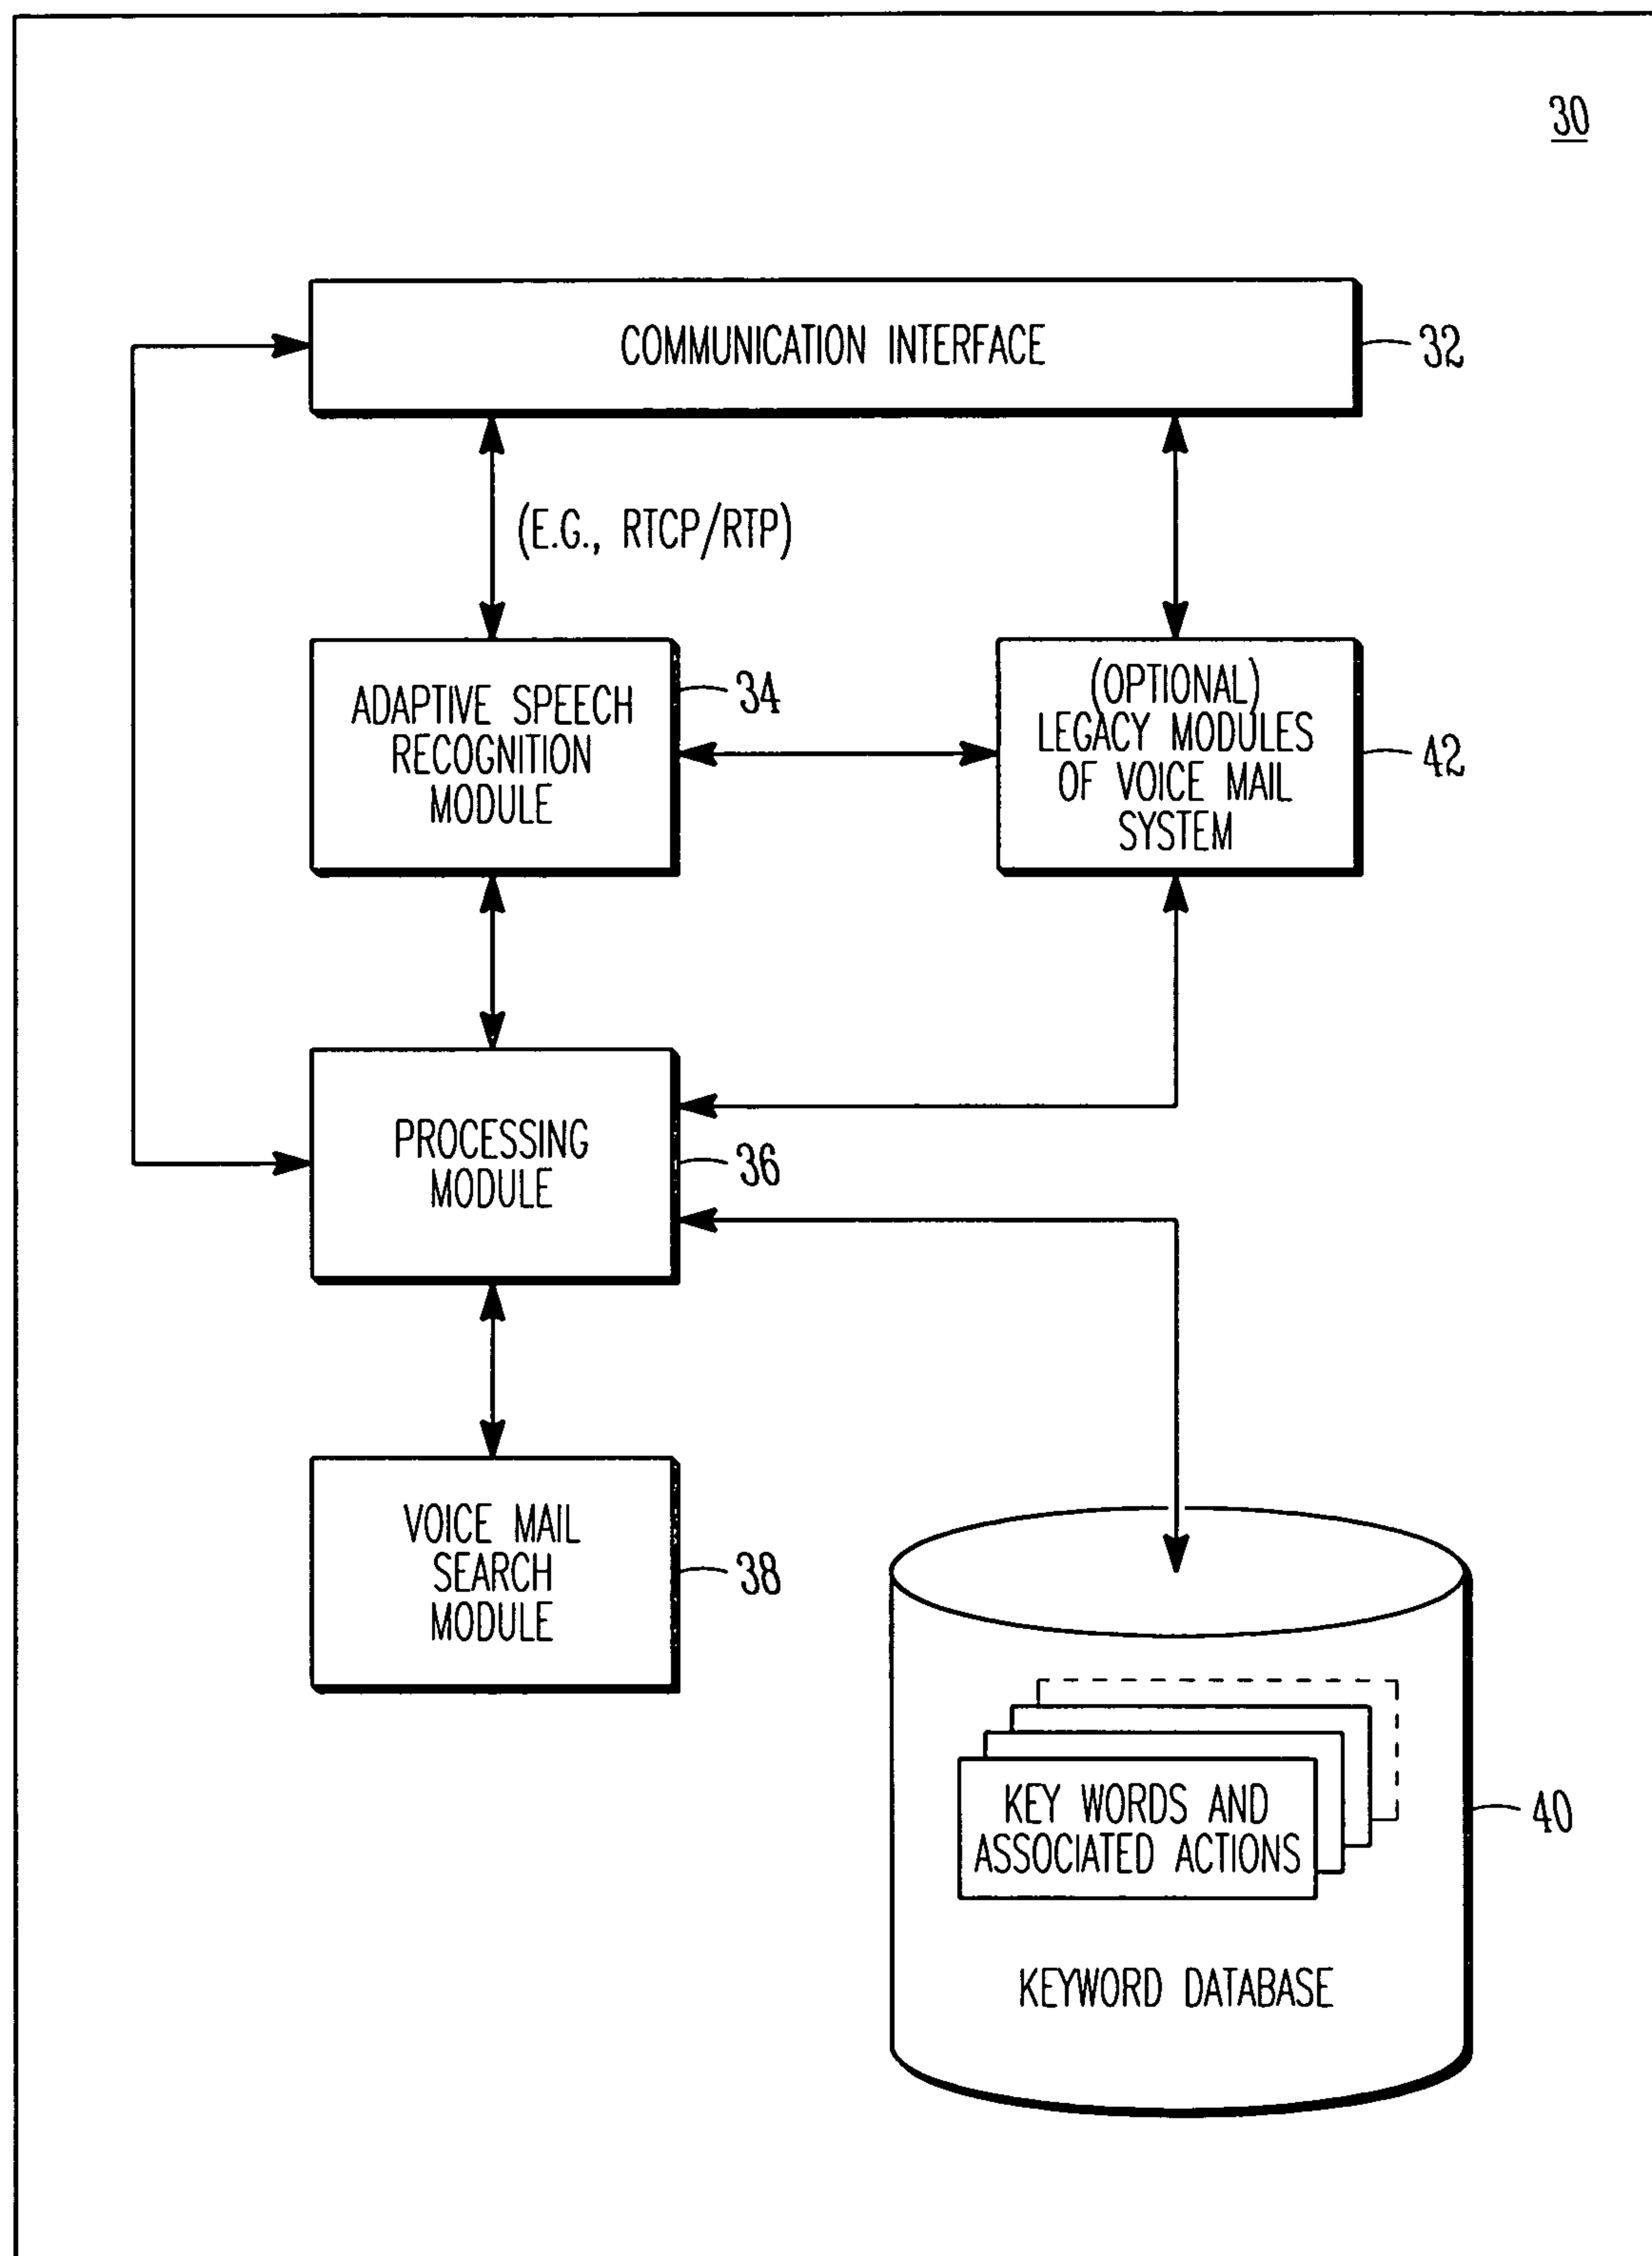 30
COMMUNICATION INTERFACE
32
(E.G., RTCP/RTP)
ADAPTIVE SPEECH
RECOGNITION
MODULE
34
(OPTIONAL)
LEGACY MODULES
OF VOICE MAIL
SYSTEM
42
PROCESSING
MODULE
36
VOICE MAIL
SEARCH
MODULE
38
KEY WORDS AND
ASSOCIATED ACTIONS
40
KEYWORD DATABASE